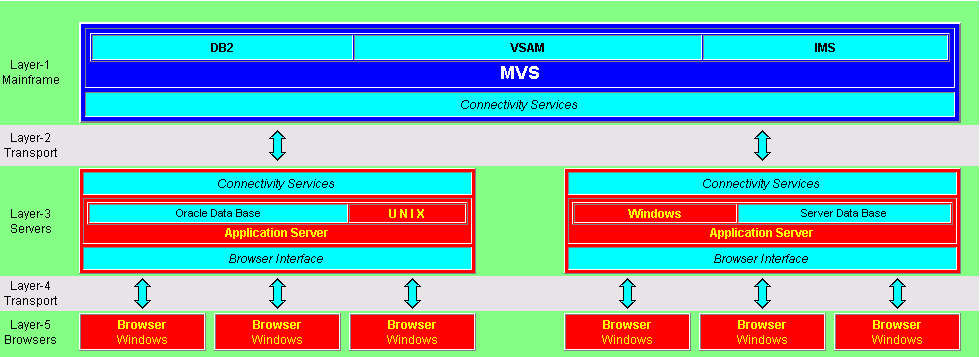 Layer-1
Mainframe
DB2
VSAM
IMS
MVS
Connectivity Services
Layer-2
Transport
Layer-3
Servers
Connectivity Services
Oracle Data Base
U N I X
Application Server
Browser Interface
Connectivity Services
Windows
Server Data Base
Application Server
Browser Interface
Layer-4
Transport
Layer-5
Browsers
Browser
Windows
Browser
Windows
Browser
Windows
Browser
Windows
Browser
Windows
Browser
Windows